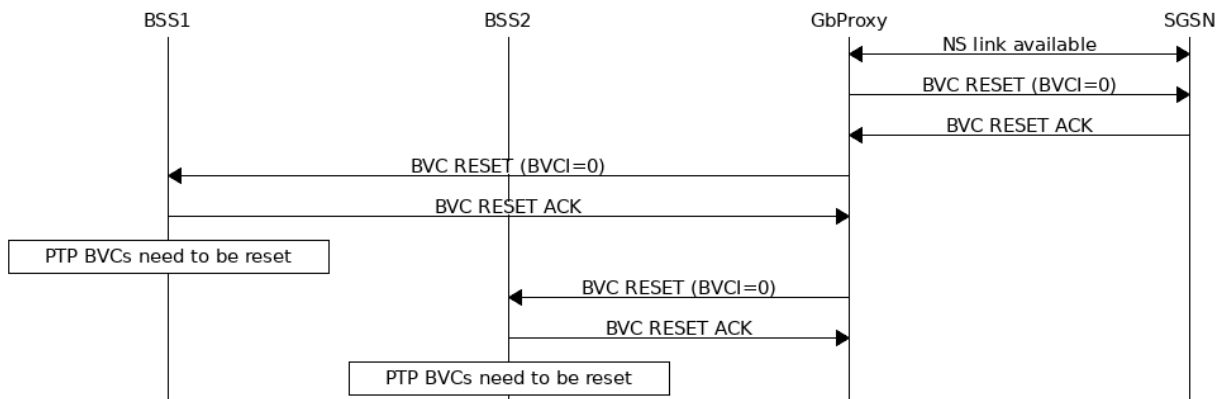 BSS1 BSS2 GbProxy SGSN
NS link available
BVC RESET (BVCI=0)
BVC RESET ACK
BVC RESET (BVCI=0)
BVC RESET ACK
PTP BVCs need to be reset
BVC RESET (BVCI=0)
BVC RESET ACK
PTP BVCs need to be reset